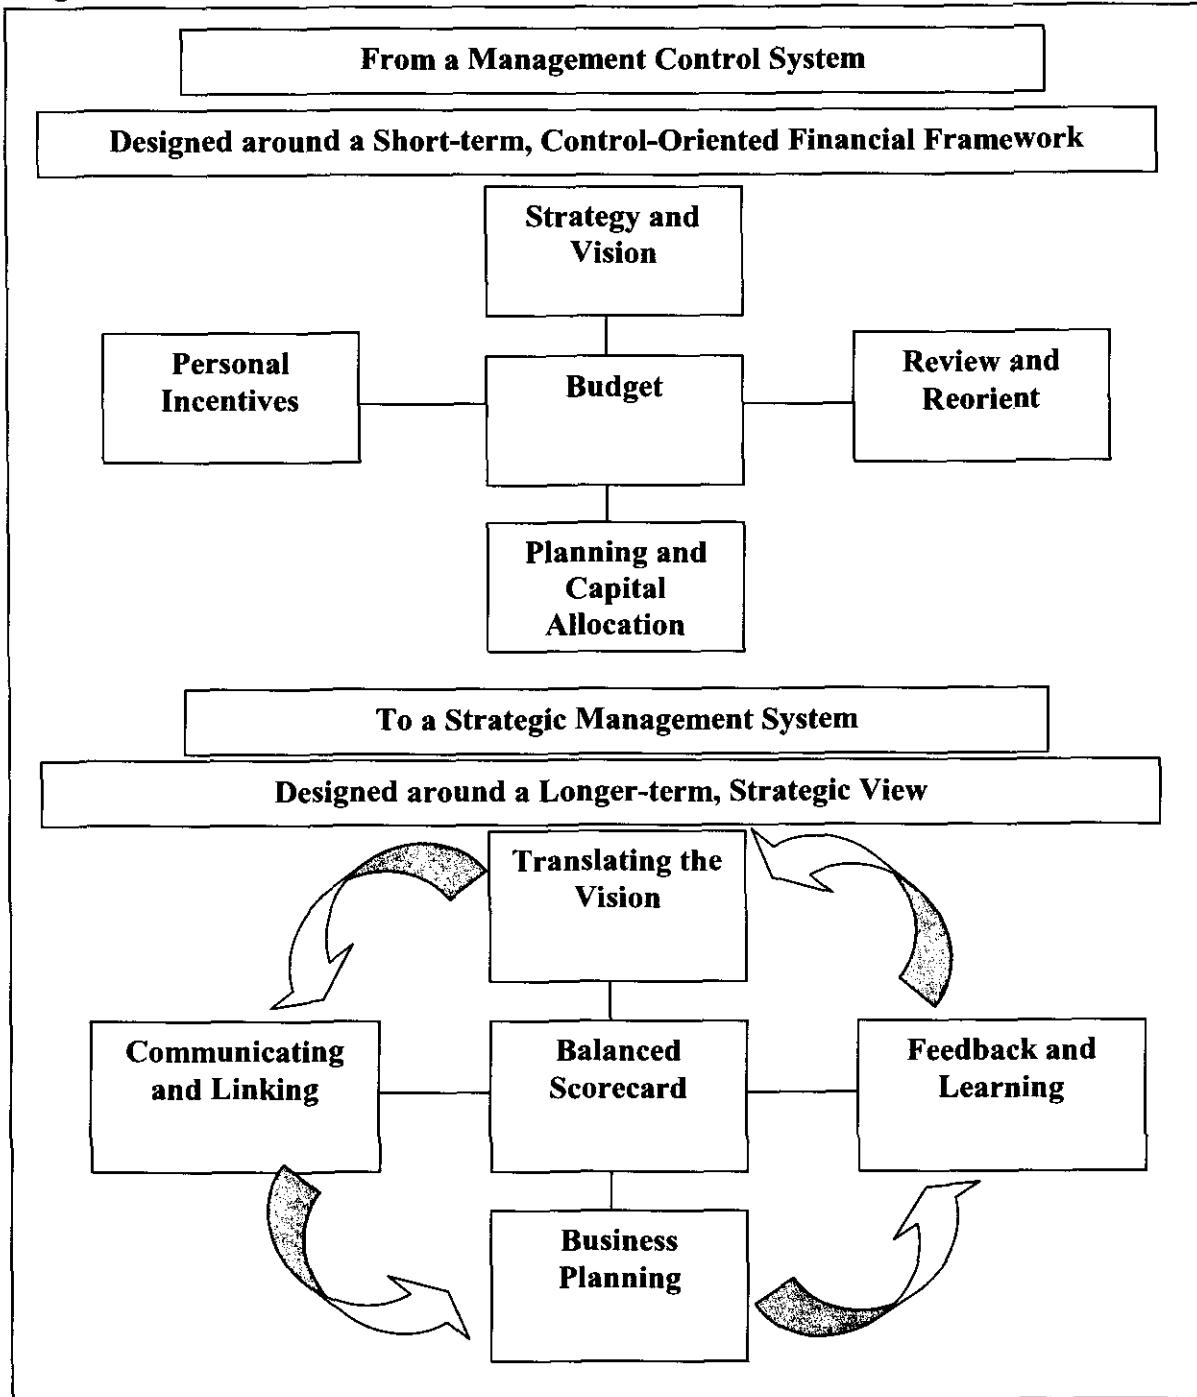 From a Management Control System
Designed around a Short-term, Control-Oriented Financial Framework
Strategy and
Vision
Personal
Incentives
Budget
Review and
Reorient
Planning and
Capital
Allocation
To a Strategic Management System
Designed around a Longer-term, Strategic View
Translating the
Vision
Communicating
and Linking
Balanced
Scorecard
Feedback and
Learning
Business
Planning